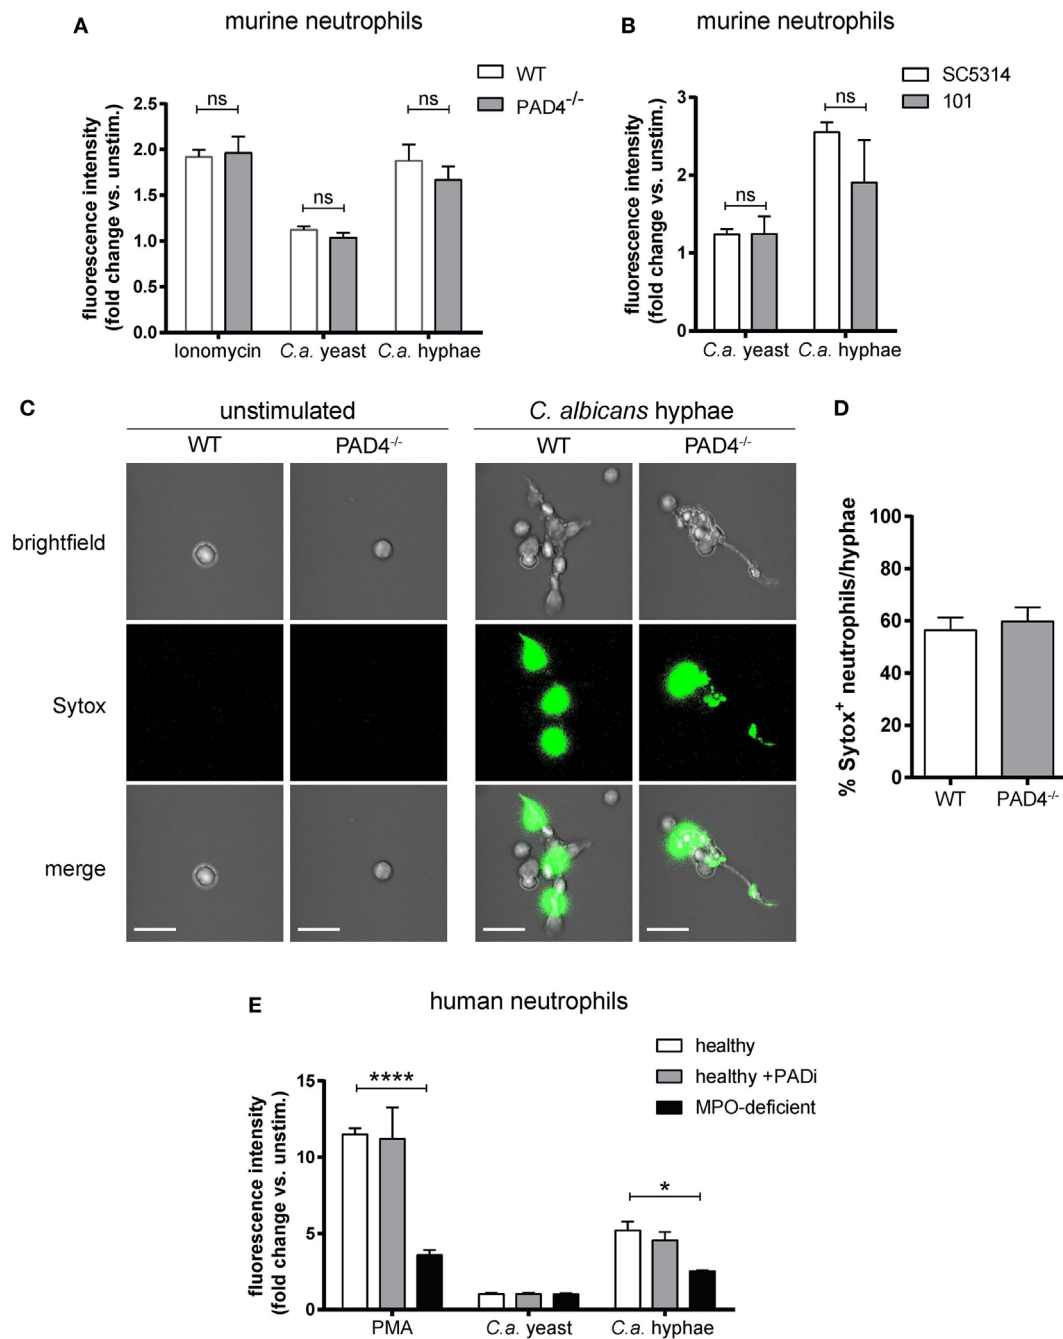 A
murine neutrophils
WT
PAD4-/-
fluorescence intensity
(fold change vs. unstim.)
2.5
2.0
1.5
1.0
0.5
0.0
ns
ns
ns
Ionomycin
C.a. yeast
C.a. hyphae
B
murine neutrophils
SC5314
101
fluorescence intensity
(fold change vs. unstim.)
3
2
1
0
ns
ns
C.a. yeast
C.a. hyphae
C
unstimulated
C. albicans hyphae
WT
PAD4-/-
WT
PAD4-/-
brightfield
Sytox
merge
D
% Sytox+ neutrophils/hyphae
100
80
60
40
20
0
WT
PAD4-/-
E
human neutrophils
healthy
healthy +PADi
MPO-deficient
fluorescence intensity
(fold change vs. unstim.)
15
10
5
0
****
*
PMA
C.a. yeast
C.a. hyphae